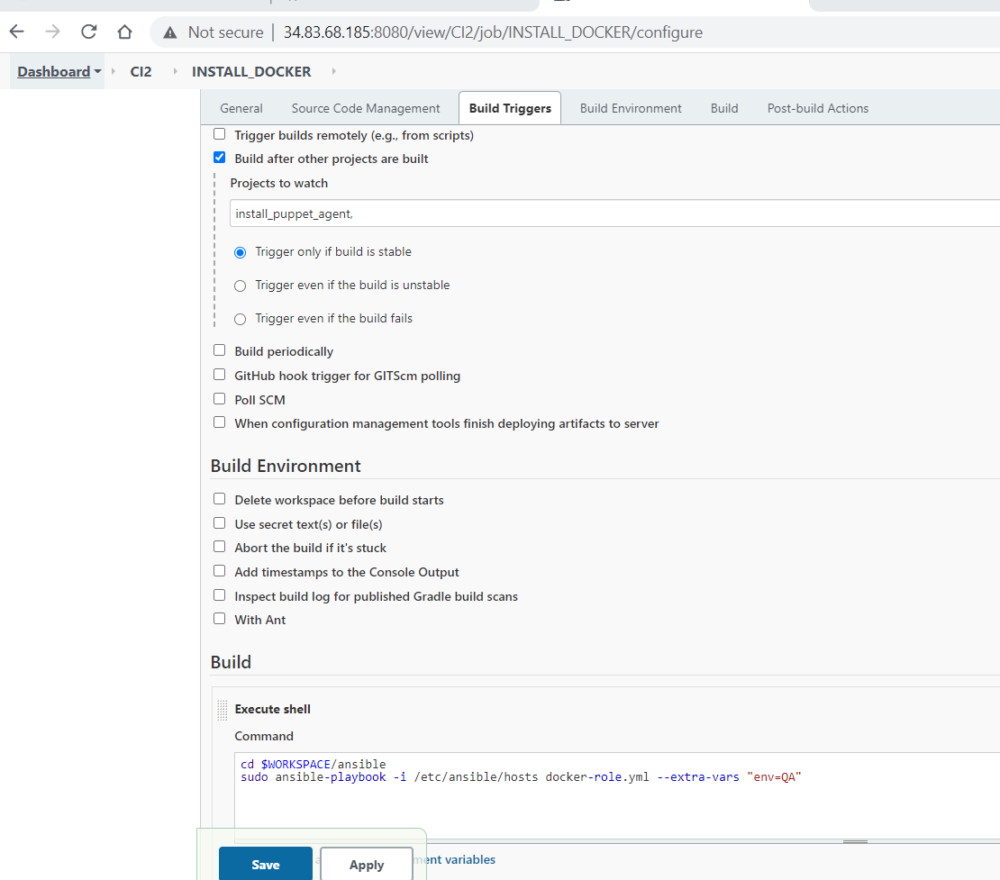 Not secure | 34.83.68.185:8080/view/CI2/job/INSTALL_DOCKER/configure
Dashboard CI2 INSTALL_DOCKER
General Source Code Management Build Triggers Build Environment Build Post-build Actions
Trigger builds remotely (e.g., from scripts)
Build after other projects are built
Projects to watch
install_puppet_agent,
Trigger only if build is stable
Trigger even if the build is unstable
Trigger even if the build fails
Build periodically
GitHub hook trigger for GITScm polling
Poll SCM
When configuration management tools finish deploying artifacts to server
Build Environment
Delete workspace before build starts
Use secret text(s) or file(s)
Abort the build if it's stuck
Add timestamps to the Console Output
Inspect build log for published Gradle build scans
With Ant
Build
Execute shell
Command
cd $WORKSPACE/ansible
sudo ansible-playbook -i /etc/ansible/hosts docker-role.yml --extra-vars "env=QA"
variables
Save Apply